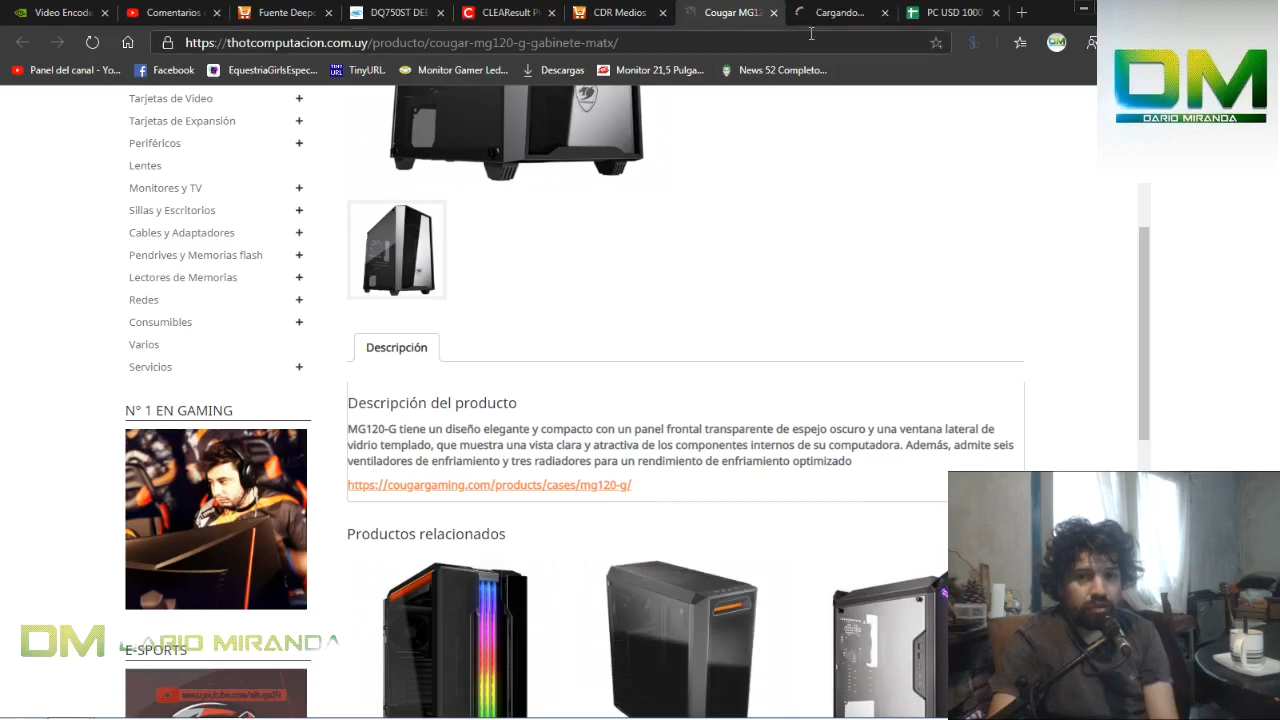 Video Encode
Comentarios d
Fuente Deepc
DQ750ST DEE
CLEAResult Pl
CDR Medios
Cougar MG12
Cargando...
PC USD 1000
https://thotcomputacion.com.uy/producto/cougar-mg120-g-gabinete-matx/
Panel del canal - Yo...
Facebook
EquestriaGirlsEspec...
TinyURL
Monitor Gamer Led...
Descargas
Monitor 21,5 Pulga...
News 52 Completo...
DM
DARIO MIRANDA
Tarjetas de Video +
Tarjetas de Expansión +
Periféricos +
Lentes
Monitores y TV +
Sillas y Escritorios +
Cables y Adaptadores +
Pendrives y Memorias flash +
Lectores de Memorias +
Redes +
Consumibles +
Varios
Servicios +
N° 1 EN GAMING
E-SPORTS
Descripción
Descripción del producto
MG120-G tiene un diseño elegante y compacto con un panel frontal transparente de espejo oscuro y una ventana lateral de
vidrio templado, que muestra una vista clara y atractiva de los componentes internos de su computadora. Además, admite seis
ventiladores de enfriamiento y tres radiadores para un rendimiento de enfriamiento optimizado
https://cougargaming.com/products/cases/mg120-g/
Productos relacionados
DM DARIO MIRANDA